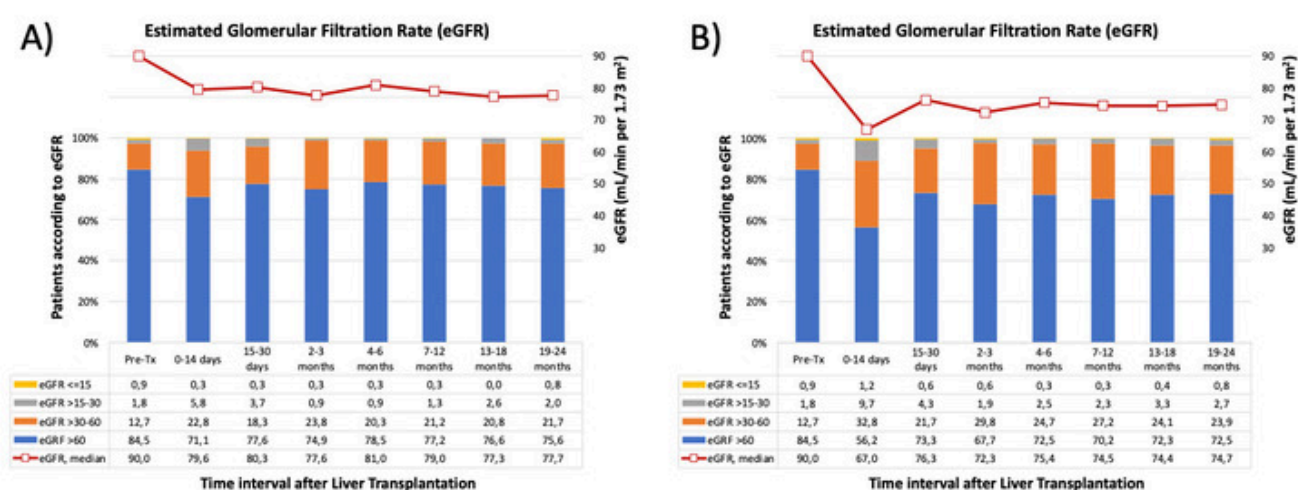 A)
Estimated Glomerular Filtration Rate (eGFR)
Patients according to eGFR
100%
80%
60%
40%
20%
0%
90
80
70
60
50
40
30
eGFR (mL/min per 1.73 m²)
Pre-Tx 0-14 days 15-30 days 2-3 months 4-6 months 7-12 months 13-18 months 19-24 months
eGFR <=15 0,9 0,3 0,3 0,3 0,3 0,3 0,0 0,8
eGFR >15-30 1,8 5,8 3,7 0,9 0,9 1,3 2,6 2,0
eGFR >30-60 12,7 22,8 18,3 23,8 20,3 21,2 20,8 21,7
eGRF >60 84,5 71,1 77,6 74,9 78,5 77,2 76,6 75,6
eGFR, median 90,0 79,6 80,3 77,6 81,0 79,0 77,3 77,7
Time interval after Liver Transplantation
B)
Estimated Glomerular Filtration Rate (eGFR)
Patients according to eGFR
100%
80%
60%
40%
20%
0%
90
80
70
60
50
40
30
eGFR (mL/min per 1.73 m²)
Pre-Tx 0-14 days 15-30 days 2-3 months 4-6 months 7-12 months 13-18 months 19-24 months
eGFR <=15 0,9 1,2 0,6 0,6 0,3 0,3 0,4 0,8
eGFR >15-30 1,8 9,7 4,3 1,9 2,5 2,3 3,3 2,7
eGFR >30-60 12,7 32,8 21,7 29,8 24,7 27,2 24,1 23,9
eGRF >60 84,5 56,2 73,3 67,7 72,5 70,2 72,3 72,5
eGFR, median 90,0 67,0 76,3 72,3 75,4 74,5 74,4 74,7
Time interval after Liver Transplantation